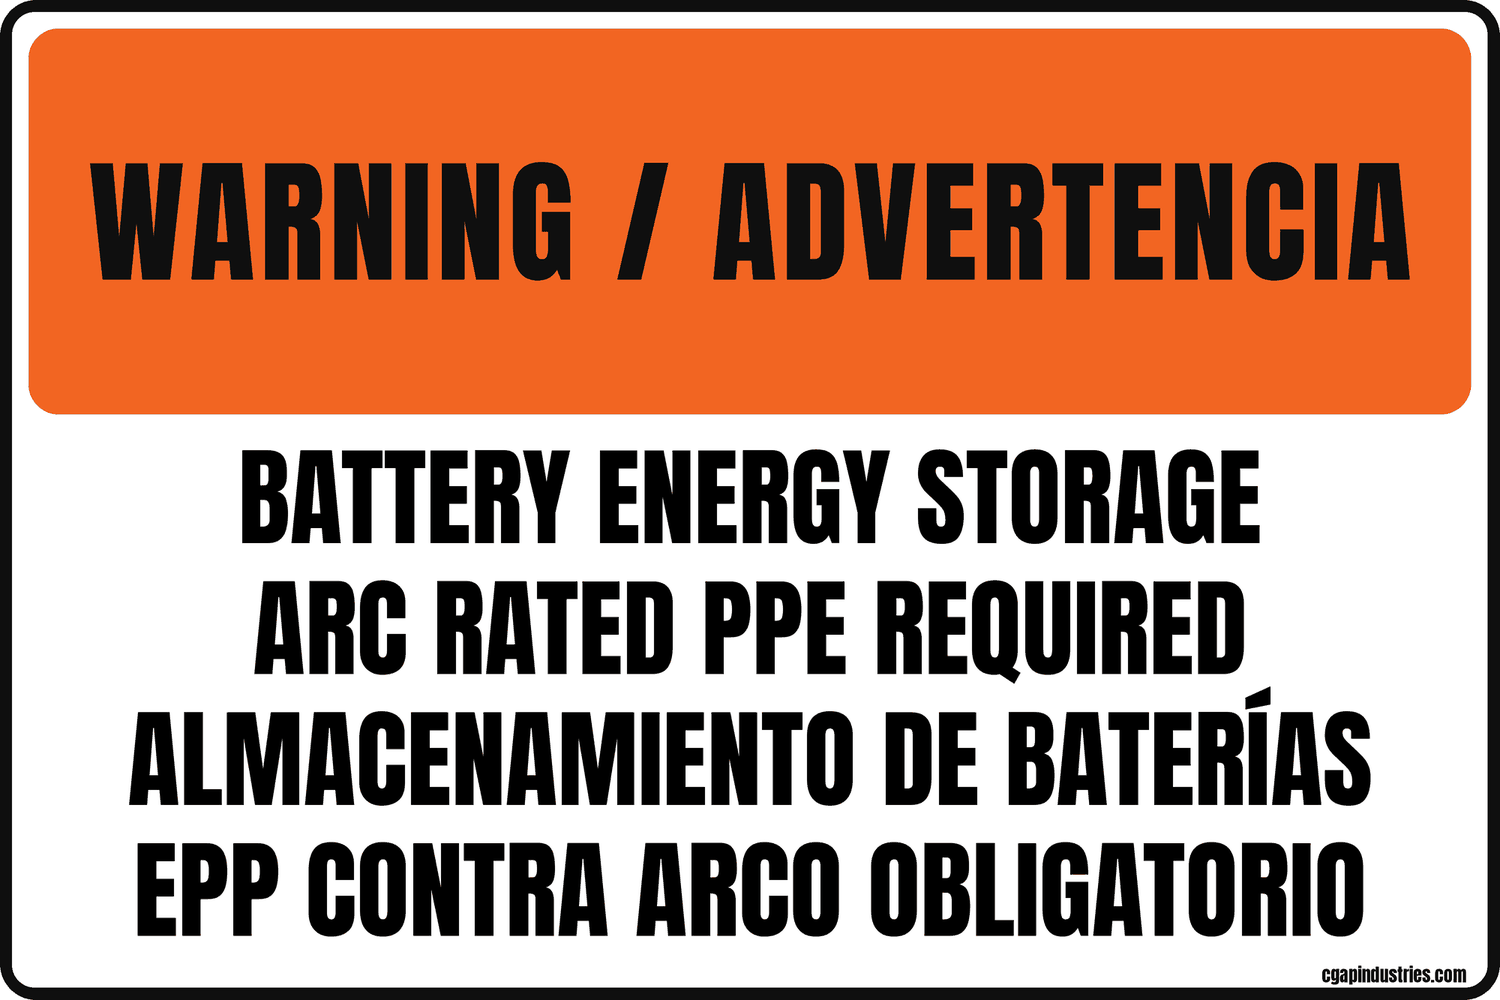 WARNING / ADVERTENCIA
BATTERY ENERGY STORAGE
ARC RATED PPE REQUIRED
ALMACENAMIENTO DE BATERÍAS
EPP CONTRA ARCO OBLIGATORIO
cgapindustries.com